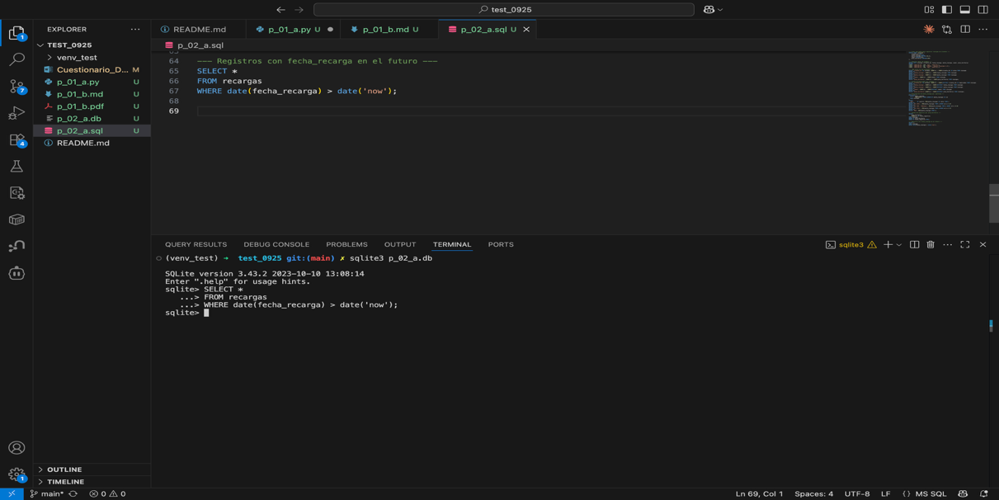 test_0925
EXPLORER
TEST_0925
venv_test
Cuestionario_D... M
p_01_a.py U
p_01_b.md U
p_01_b.pdf U
p_02_a.db U
p_02_a.sql U
README.md
OUTLINE
TIMELINE
1
7
4
1
README.md
p_01_a.py U
p_01_b.md U
p_02_a.sql U
p_02_a.sql
64 --- Registros con fecha_recarga en el futuro ---
65 SELECT *
66 FROM recargas
67 WHERE date(fecha_recarga) > date('now');
68
69
QUERY RESULTS DEBUG CONSOLE PROBLEMS OUTPUT TERMINAL PORTS
sqlite3
(venv_test) ➜ test_0925 git:(main) ✗ sqlite3 p_02_a.db
SQLite version 3.43.2 2023-10-10 13:08:14
Enter ".help" for usage hints.
sqlite> SELECT *
...> FROM recargas
...> WHERE date(fecha_recarga) > date('now');
sqlite>
main* 0 0
Ln 69, Col 1 Spaces: 4 UTF-8 LF {} MS SQL